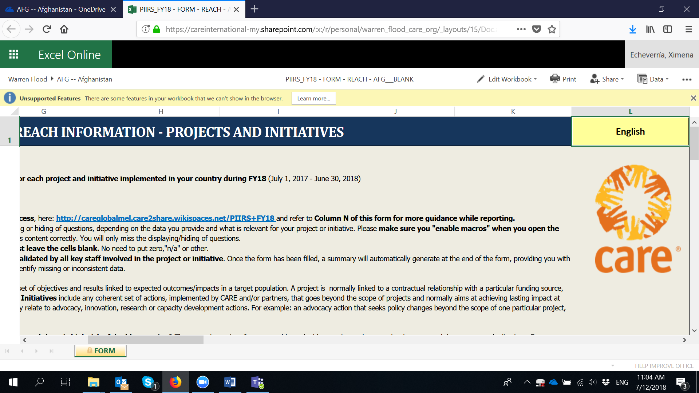 AFG -- Afghanistan - OneDrive
PIIRS_FY18 - FORM - REACH - A
https://careinternational-my.sharepoint.com/:x:/r/personal/warren_flood_care_org/_layouts/15/Doc
Excel Online
Echeverría, Ximena
Warren Flood
AFG -- Afghanistan
PIIRS_FY18 - FORM - REACH - AFG___BLANK
Edit Workbook
Print
Share
Data
Unsupported Features There are some features in your workbook that we can't show in the browser.
Learn more...
G H I J K L
1
REACH INFORMATION - PROJECTS AND INITIATIVES
English
or each project and initiative implemented in your country during FY18 (July 1, 2017 - June 30, 2018)
cess, here: http://careglobalmel.care2share.wikispaces.net/PIIRS+FY18 and refer to Column N of this form for more guidance while reporting.
g or hiding of questions, depending on the data you provide and what is relevant for your project or initiative. Please make sure you "enable macros" when you open the
s content correctly. You will only miss the displaying/hiding of questions.
st leave the cells blank. No need to put zero,"n/a" or other.
alidated by all key staff involved in the project or initiative. Once the form has been filled, a summary will automatically generate at the end of the form, providing you with
entify missing or inconsistent data.
set of objectives and results linked to expected outcomes/impacts in a target population. A project is normally linked to a contractual relationship with a particular funding source,
Initiatives include any coherent set of actions, implemented by CARE and/or partners, that goes beyond the scope of projects and normally aims at achieving lasting impact at
y relate to advocacy, innovation, research or capacity development actions. For example: an advocacy action that seeks policy changes beyond the scope of one particular project,
care®
FORM
HELP IMPROVE OFFICE
ENG
11:04 AM
7/12/2018
3